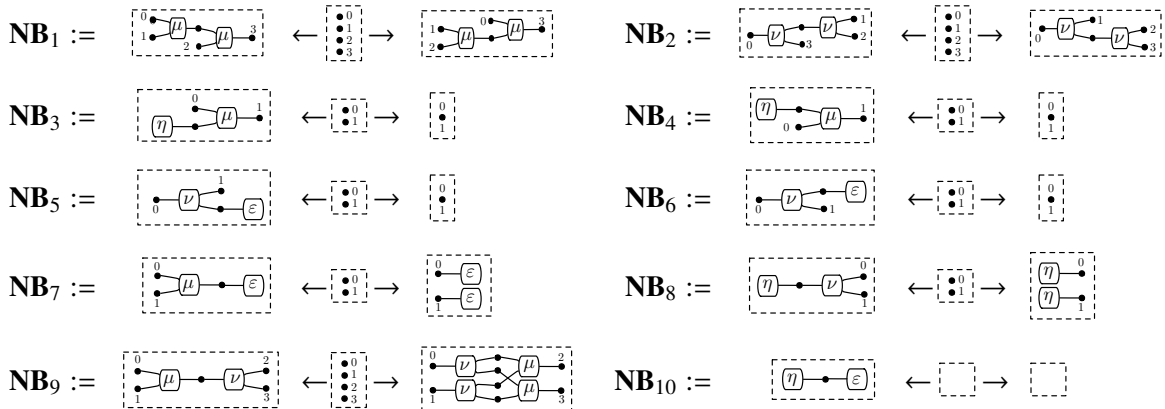 NB₁ := 0 1 μ 2 μ 3 ← 0 1 2 3 → 1 2 μ 0 μ 3 NB₂ := 0 ν 3 ν 1 2 ← 0 1 2 3 → 0 ν 1 ν 2 3
NB₃ := η 0 μ 1 ← 0 1 → 0 1 NB₄ := η 0 μ 1 ← 0 1 → 0 1
NB₅ := 0 ν 1 ε ← 0 1 → 0 1 NB₆ := 0 ν 1 ε ← 0 1 → 0 1
NB₇ := 0 1 μ ε ← 0 1 → 0 ε 1 ε NB₈ := η ν 0 1 ← 0 1 → η 0 η 1
NB₉ := 0 1 μ ν 2 3 ← 0 1 2 3 → 0 ν μ 2 1 ν μ 3 NB₁₀ := η ε ← →